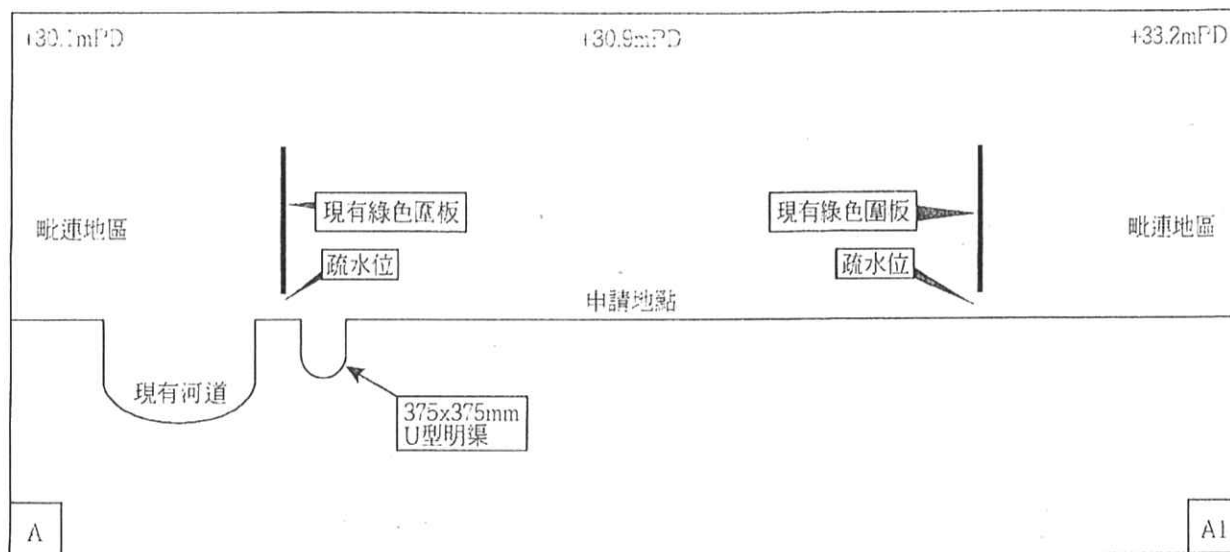 +30.1mPD
+30.9mPD
+33.2mPD
現有綠色圍板
現有綠色圍板
毗連地區
毗連地區
疏水位
疏水位
申請地點
現有河道
375x375mm
U型明渠
A
A1